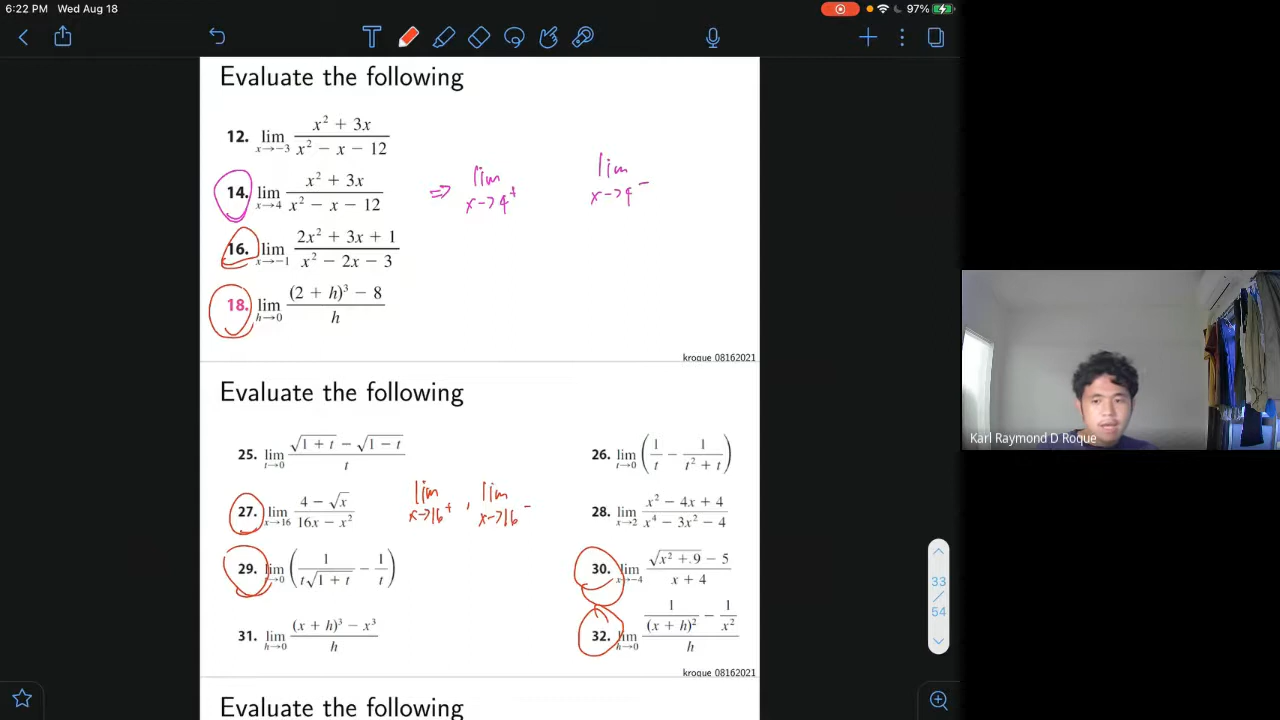 6:22 PM Wed Aug 18
97%
T
Evaluate the following
12. lim x→−3 (x² + 3x)/(x² − x − 12)
14. lim x→4 (x² + 3x)/(x² − x − 12) ⇒ lim x→4⁺ lim x→4⁻
16. lim x→−1 (2x² + 3x + 1)/(x² − 2x − 3)
18. lim h→0 ((2 + h)³ − 8)/h
kroque 08162021
Evaluate the following
25. lim t→0 (√(1 + t) − √(1 − t))/t
26. lim t→0 (1/t − 1/(t² + t))
27. lim x→16 (4 − √x)/(16x − x²) lim x→16⁺ , lim x→16⁻
28. lim x→2 (x² − 4x + 4)/(x⁴ − 3x² − 4)
29. lim t→0 (1/(t√(1 + t)) − 1/t)
30. lim x→−4 (√(x² + 9) − 5)/(x + 4)
31. lim h→0 ((x + h)³ − x³)/h
32. lim h→0 (1/(x + h)² − 1/x²)/h
kroque 08162021
Evaluate the following
33
/
54
Karl Raymond D Roque